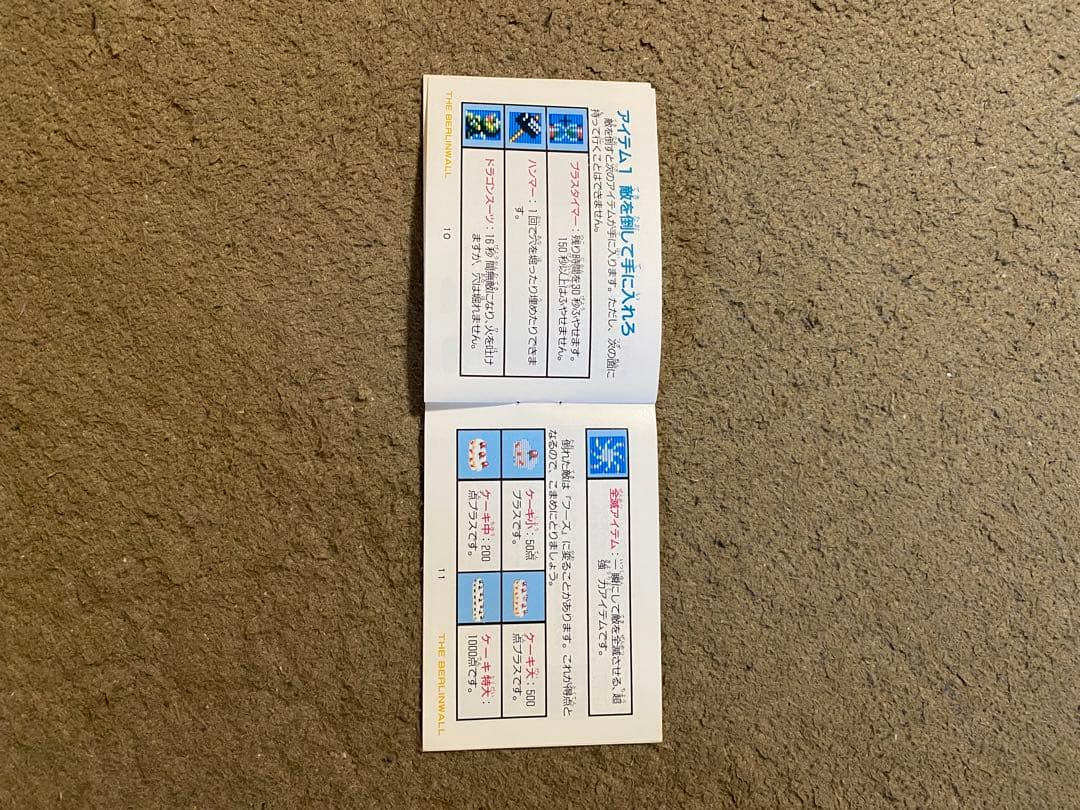 アイテム1 敵を倒して手に入れろ
敵を倒すと次のアイテムが手に入ります。ただし、次の面に
持って行くことはできません。
プラスタイマー：残り時間を30秒ふやせます。
150秒以上はふやせません。
ハンマー：1回で穴を掘ったり埋めたりできま
す。
ドラゴンスーツ：16秒間無敵になり、火を吐け
ますが、穴は掘れません。
THE BERLINWALL
10
全滅アイテム：一瞬にして敵を全滅させる、超
強力アイテムです。
倒れた敵は『フーズ』に変ることがあります。これが得点と
なるので、こまめにとりましょう。
ケーキ小：50点
プラスです。
ケーキ大：500
点プラスです。
ケーキ中：200
点プラスです。
ケーキ特大：
1000点です。
11
THE BERLINWALL